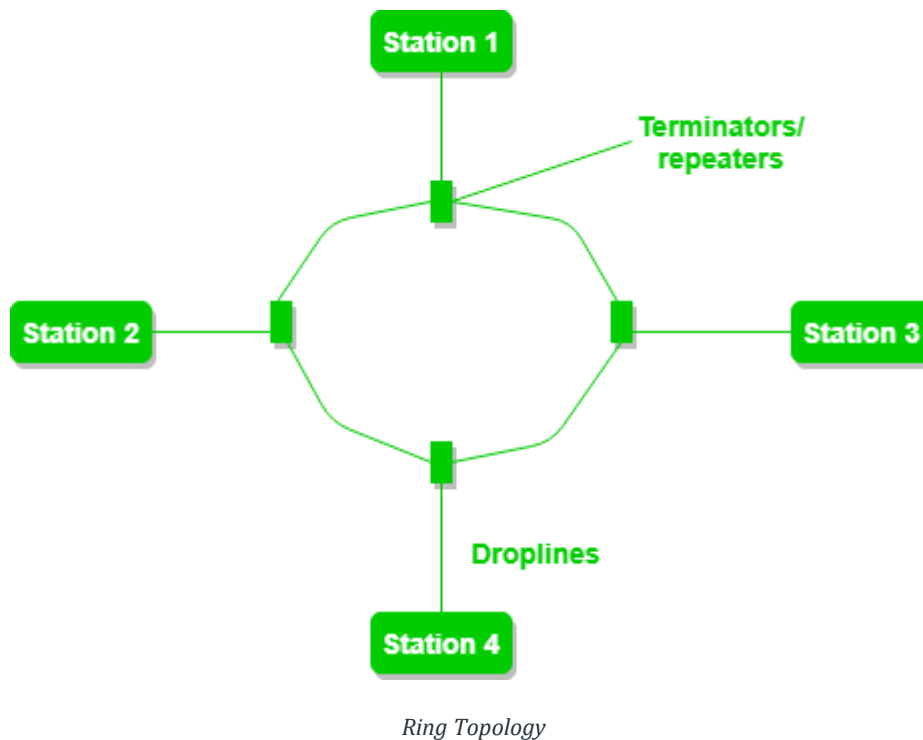 Station 1
Terminators/
repeaters
Station 2
Station 3
Droplines
Station 4
Ring Topology